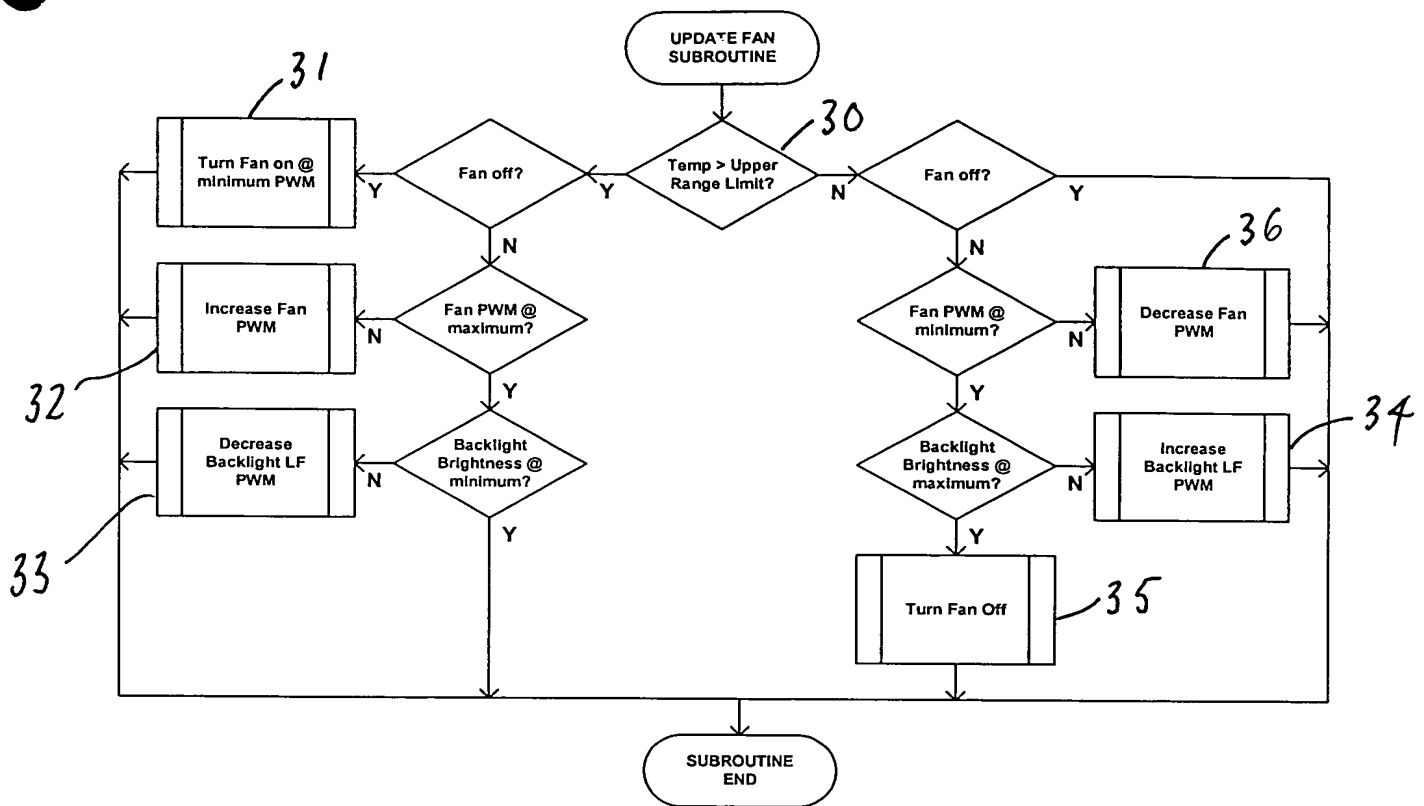 UPDATE FAN
SUBROUTINE
31
30
Turn Fan on @
minimum PWM
Y
Fan off?
Y
Temp > Upper
Range Limit?
N
Fan off?
Y
N
N
36
Increase Fan
PWM
N
Fan PWM @
maximum?
Fan PWM @
minimum?
N
Decrease Fan
PWM
32
Y
Y
34
Decrease
Backlight LF
PWM
N
Backlight
Brightness @
minimum?
Backlight
Brightness @
maximum?
N
Increase
Backlight LF
PWM
33
Y
Y
Turn Fan Off
35
SUBROUTINE
END